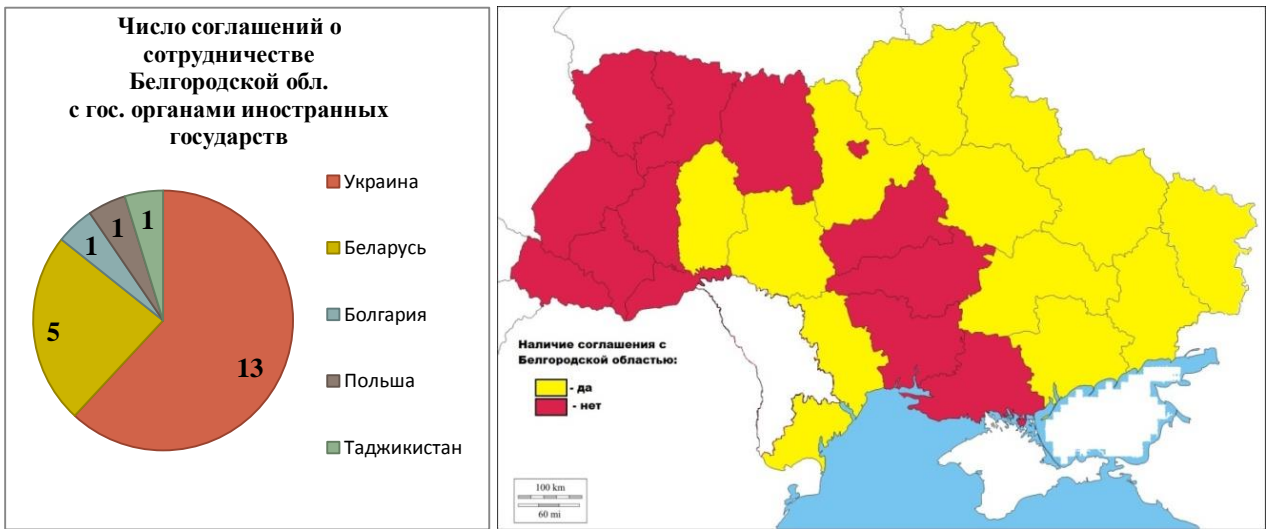 Число соглашений о
сотрудничестве
Белгородской обл.
с гос. органами иностранных
государств
Украина
Беларусь
Болгария
Польша
Таджикистан
1
1
1
5
13
Наличие соглашения с
Белгородской областью:
- да
- нет
100 km
60 mi